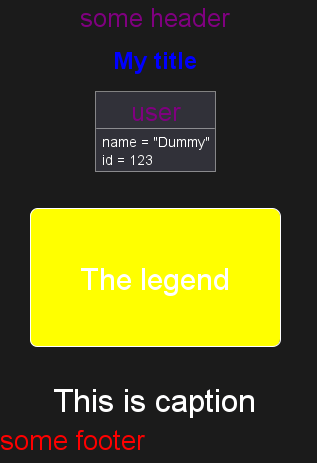 some header
My title
user
name = "Dummy"
id = 123
The legend
This is caption
some footer